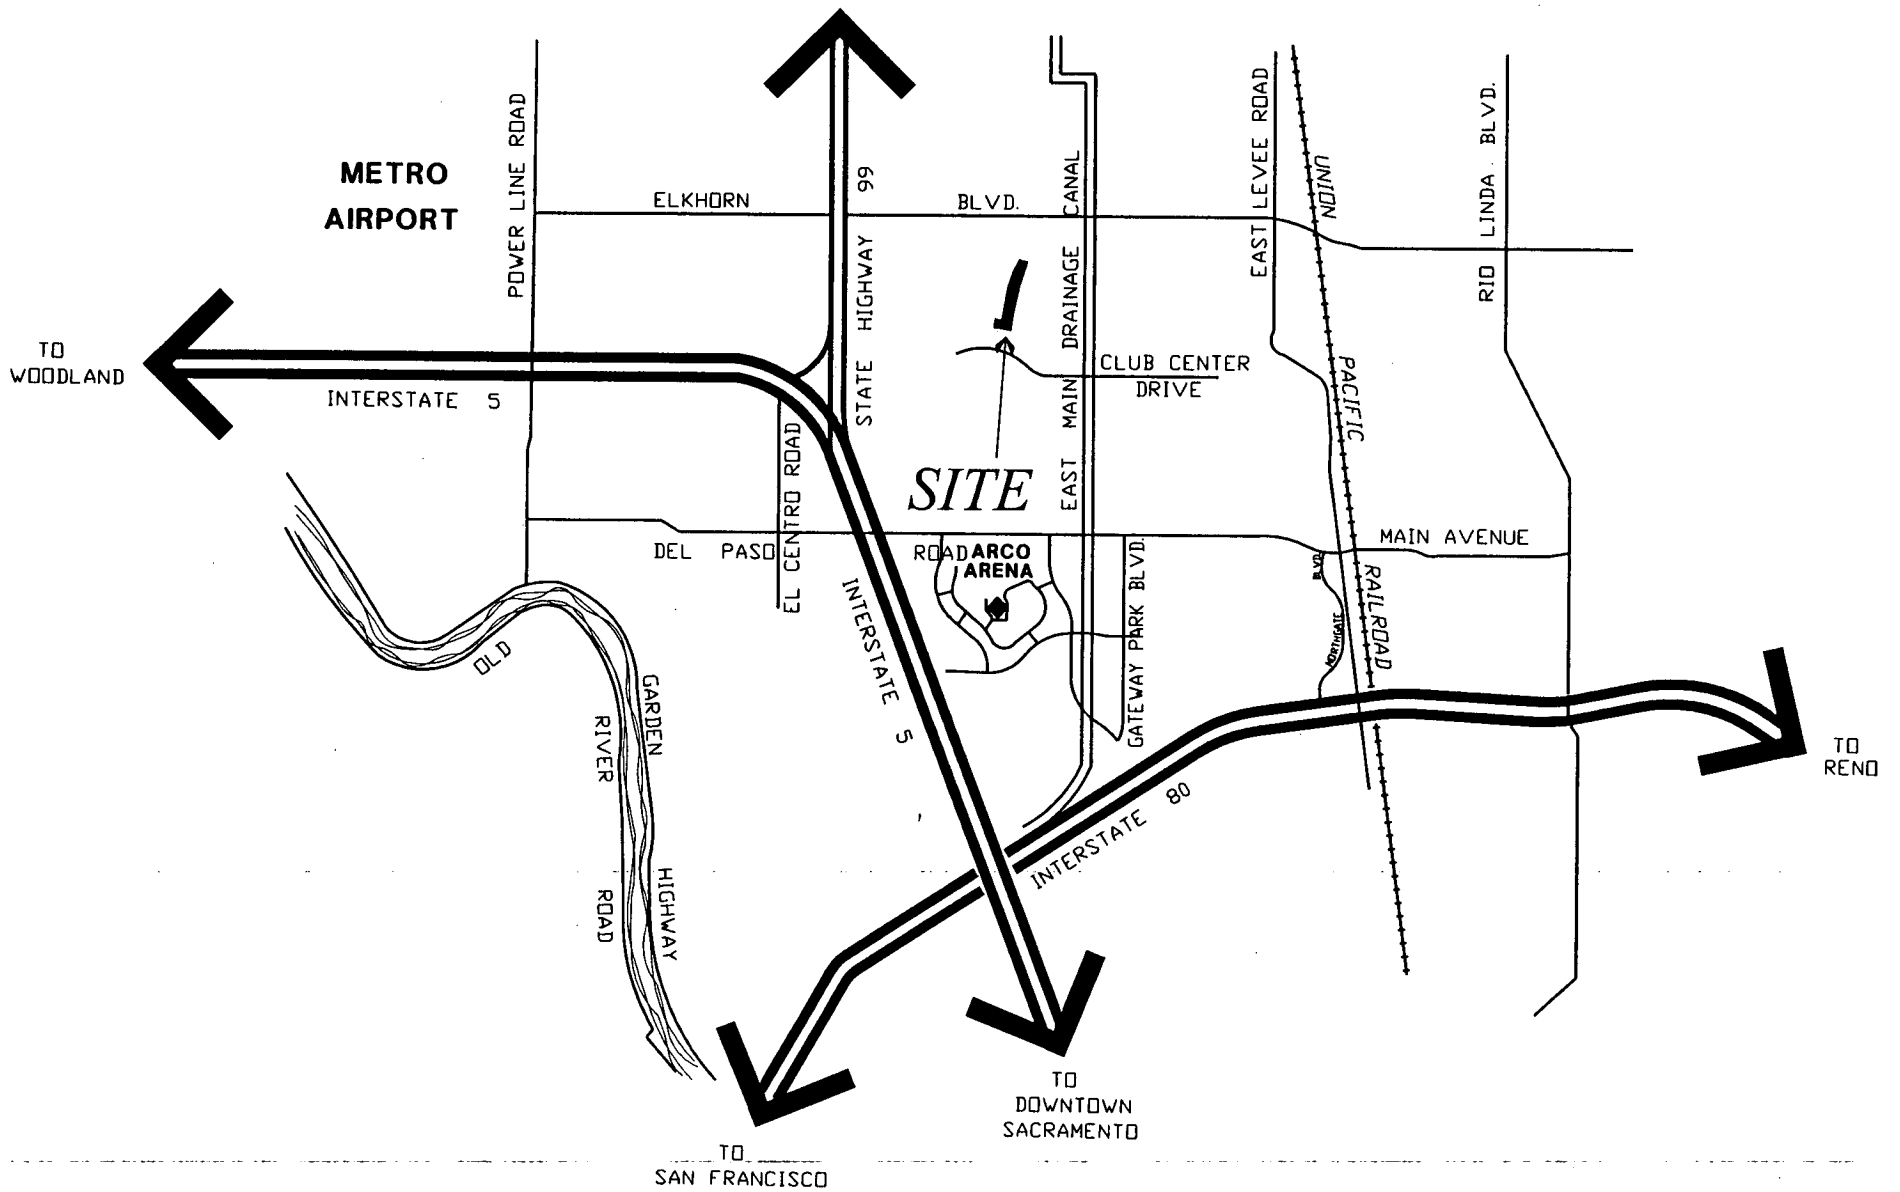 METRO
AIRPORT
POWER LINE ROAD
ELKHORN BLVD.
STATE HIGHWAY 99
EAST MAIN DRAINAGE CANAL
EAST LEVEE ROAD
UNION PACIFIC RAILROAD
RIO LINDA BLVD.
TO
WOODLAND
INTERSTATE 5
CLUB CENTER
DRIVE
EL CENTRO ROAD
SITE
DEL PASO ROAD
ARCO
ARENA
MAIN AVENUE
GATEWAY PARK BLVD.
NORTHGATE BLVD.
INTERSTATE 5
OLD RIVER ROAD
GARDEN HIGHWAY
INTERSTATE 80
TO
RENO
TO
DOWNTOWN
SACRAMENTO
TO
SAN FRANCISCO